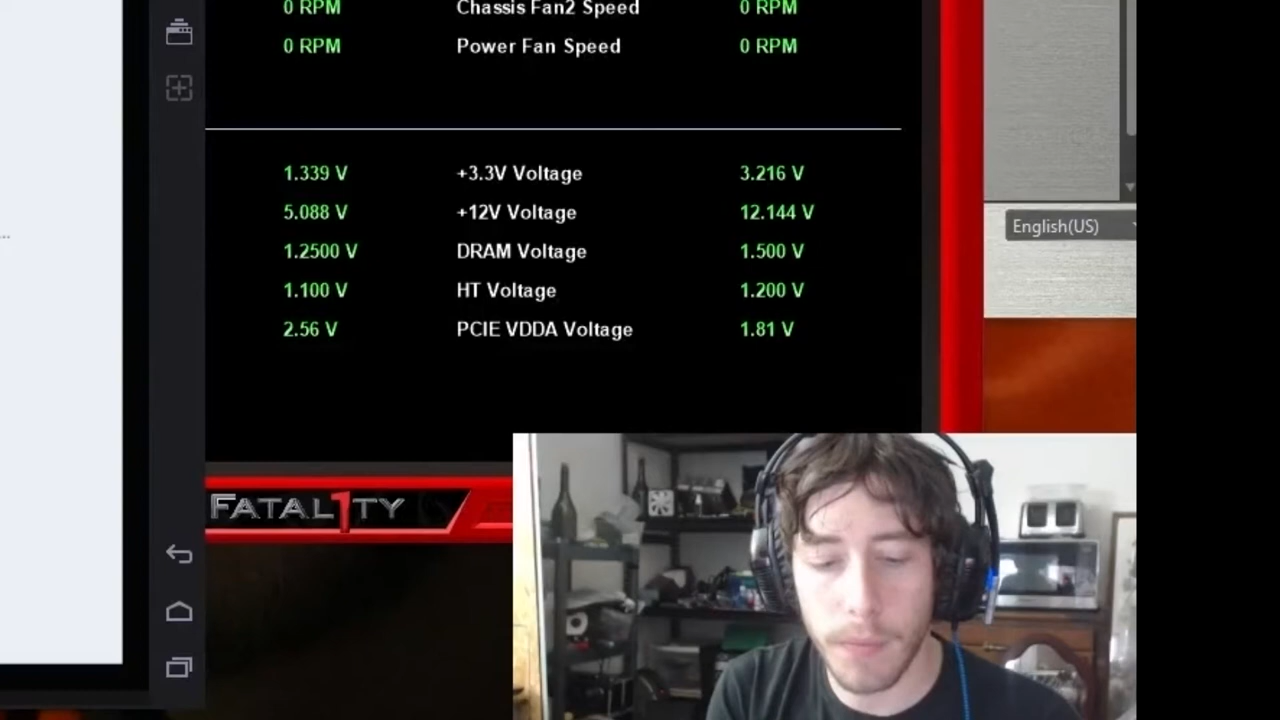 0 RPM Chassis Fan2 Speed 0 RPM
0 RPM Power Fan Speed 0 RPM
1.339 V +3.3V Voltage 3.216 V
5.088 V +12V Voltage 12.144 V
1.2500 V DRAM Voltage 1.500 V
1.100 V HT Voltage 1.200 V
2.56 V PCIE VDDA Voltage 1.81 V
English(US)
FATAL1TY